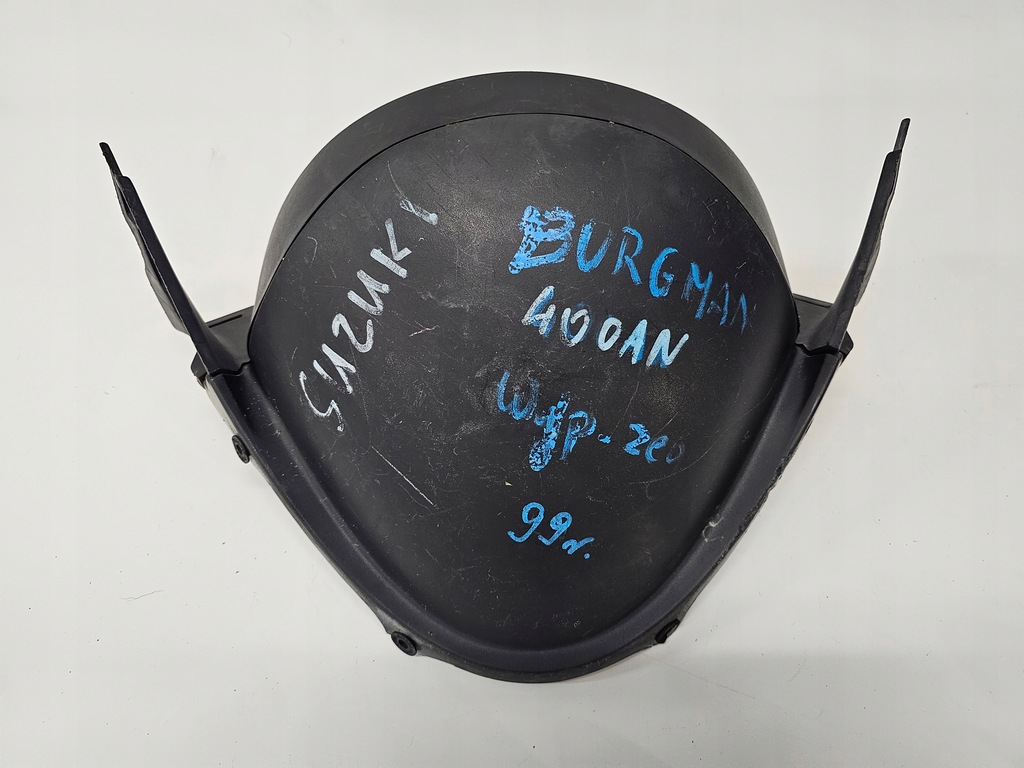 SUZUKI
BURGMAN
400AN
Wyp-zeo
99r.